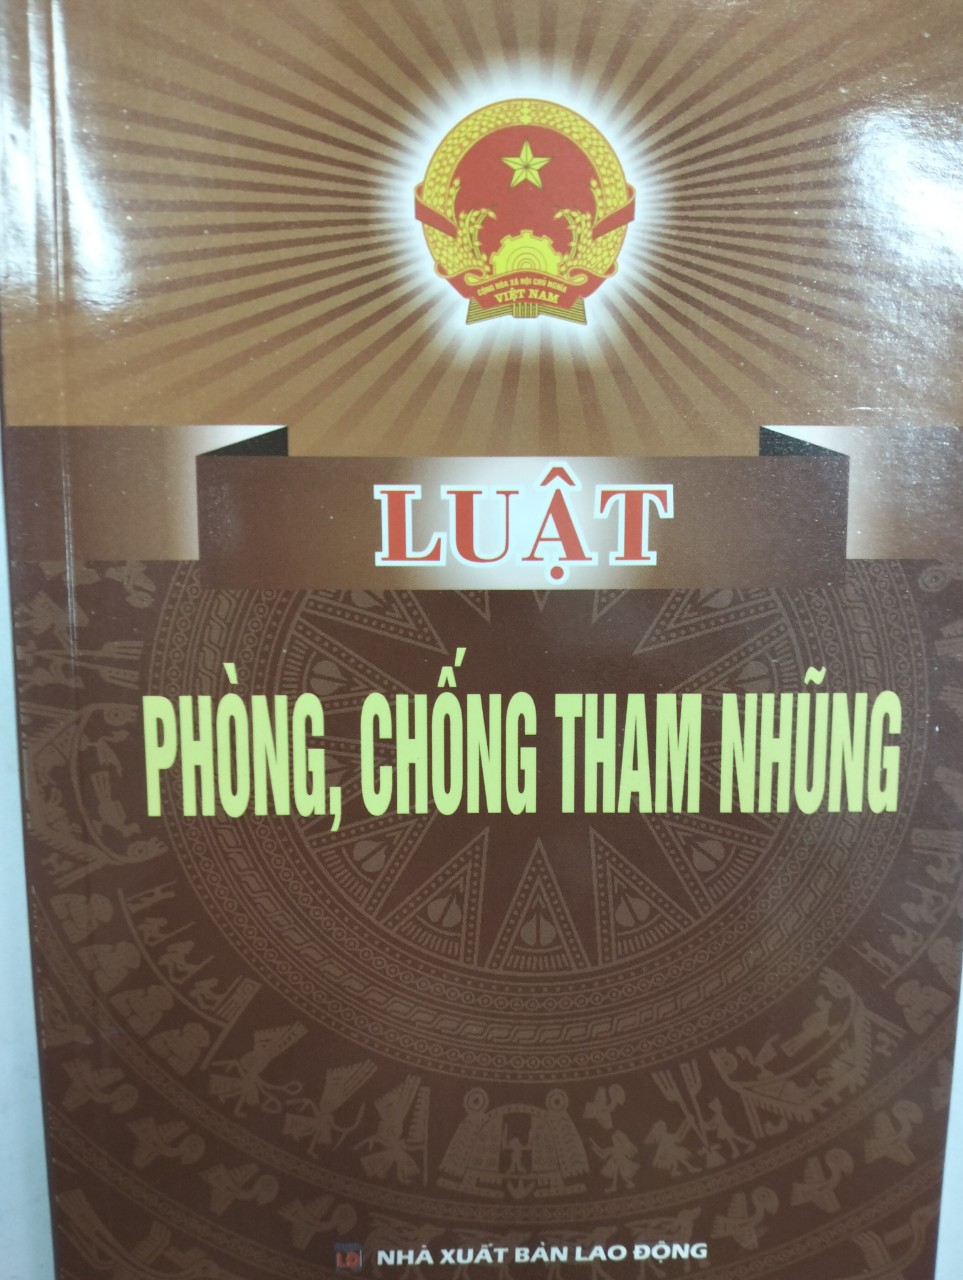 CỘNG HÒA XÃ HỘI CHỦ NGHĨA
VIỆT NAM
LUẬT
PHÒNG, CHỐNG THAM NHŨNG
LĐ NHÀ XUẤT BẢN LAO ĐỘNG